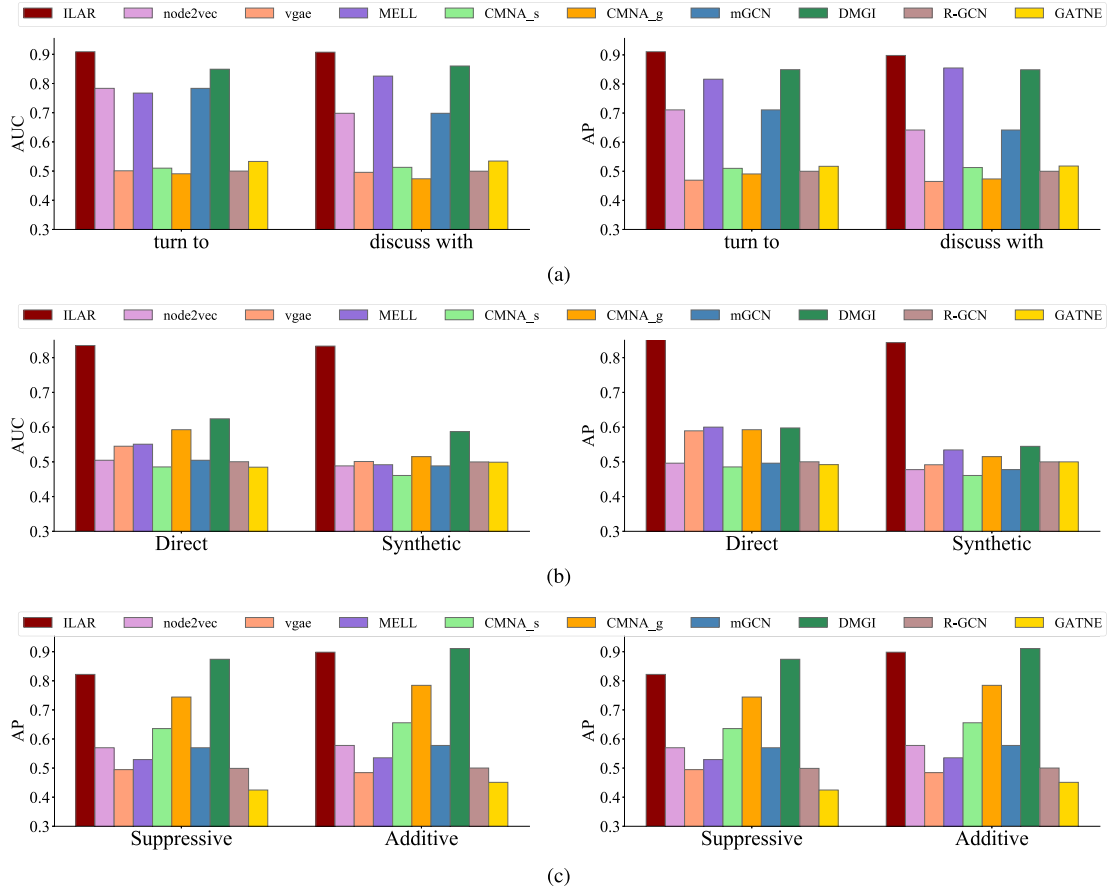 ILAR node2vec vgae MELL CMNA_s CMNA_g mGCN DMGI R-GCN GATNE
AUC
0.9
0.8
0.7
0.6
0.5
0.4
0.3
turn to discuss with
AP
0.9
0.8
0.7
0.6
0.5
0.4
0.3
turn to discuss with
(a)
ILAR node2vec vgae MELL CMNA_s CMNA_g mGCN DMGI R-GCN GATNE
AUC
0.8
0.7
0.6
0.5
0.4
0.3
Direct Synthetic
AP
0.8
0.7
0.6
0.5
0.4
0.3
Direct Synthetic
(b)
ILAR node2vec vgae MELL CMNA_s CMNA_g mGCN DMGI R-GCN GATNE
AP
0.9
0.8
0.7
0.6
0.5
0.4
0.3
Suppressive Additive
AP
0.9
0.8
0.7
0.6
0.5
0.4
0.3
Suppressive Additive
(c)